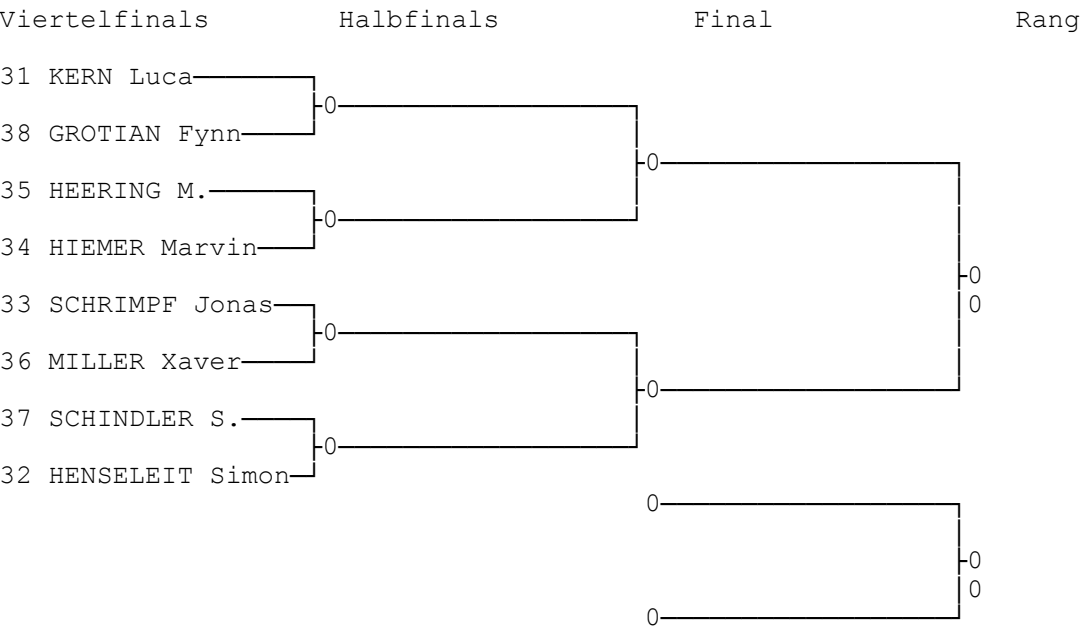 Viertelfinals Halbfinals Final Rang
31 KERN Luca
0
38 GROTIAN Fynn
0
35 HEERING M.
0
34 HIEMER Marvin
0
33 SCHRIMPF Jonas 0
0
36 MILLER Xaver
0
37 SCHINDLER S.
0
32 HENSELEIT Simon
0
0
0
0